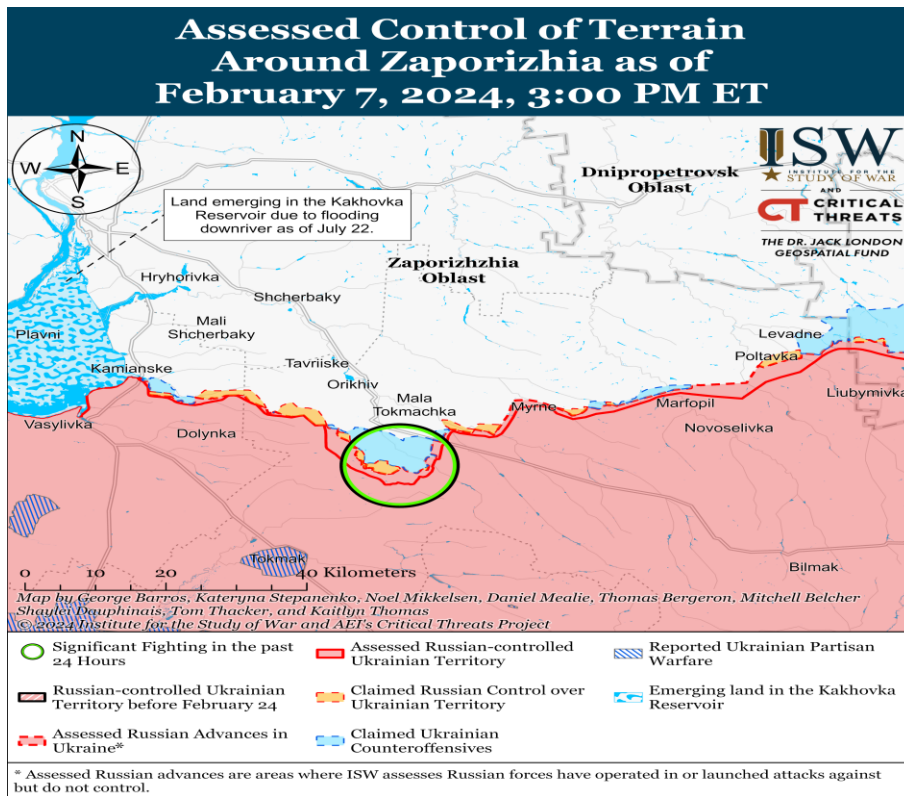 Assessed Control of Terrain
Around Zaporizhia as of
February 7, 2024, 3:00 PM ET
N
W E
S
ISW
INSTITUTE FOR THE
STUDY OF WAR
AND
CT CRITICAL
THREATS
THE DR. JACK LONDON
GEOSPATIAL FUND
Dnipropetrovsk
Oblast
Land emerging in the Kakhovka
Reservoir due to flooding
downriver as of July 22.
Zaporizhzhia
Oblast
Hryhorivka
Shcherbaky
Plavni
Mali
Shcherbaky
Levadne
Poltavka
Kamianske
Tavriiske
Orikhiv
Mala
Tokmachka
Myrne
Marfopil
Liubymivka
Vasylivka
Dolynka
Novoselivka
Tokmak
Bilmak
0 20 40 Kilometers
Map by George Barros, Kateryna Stepanenko, Noel Mikkelsen, Daniel Mealie, Thomas Bergeron, Mitchell Belcher
Shaylei Dauphinais, Tom Thacker, and Kaitlyn Thomas
© 2024 Institute for the Study of War and AEI's Critical Threats Project
Significant Fighting in the past
24 Hours
Assessed Russian-controlled
Ukrainian Territory
Reported Ukrainian Partisan
Warfare
Russian-controlled Ukrainian
Territory before February 24
Claimed Russian Control over
Ukrainian Territory
Emerging land in the Kakhovka
Reservoir
Assessed Russian Advances in
Ukraine*
Claimed Ukrainian
Counteroffensives
* Assessed Russian advances are areas where ISW assesses Russian forces have operated in or launched attacks against
but do not control.